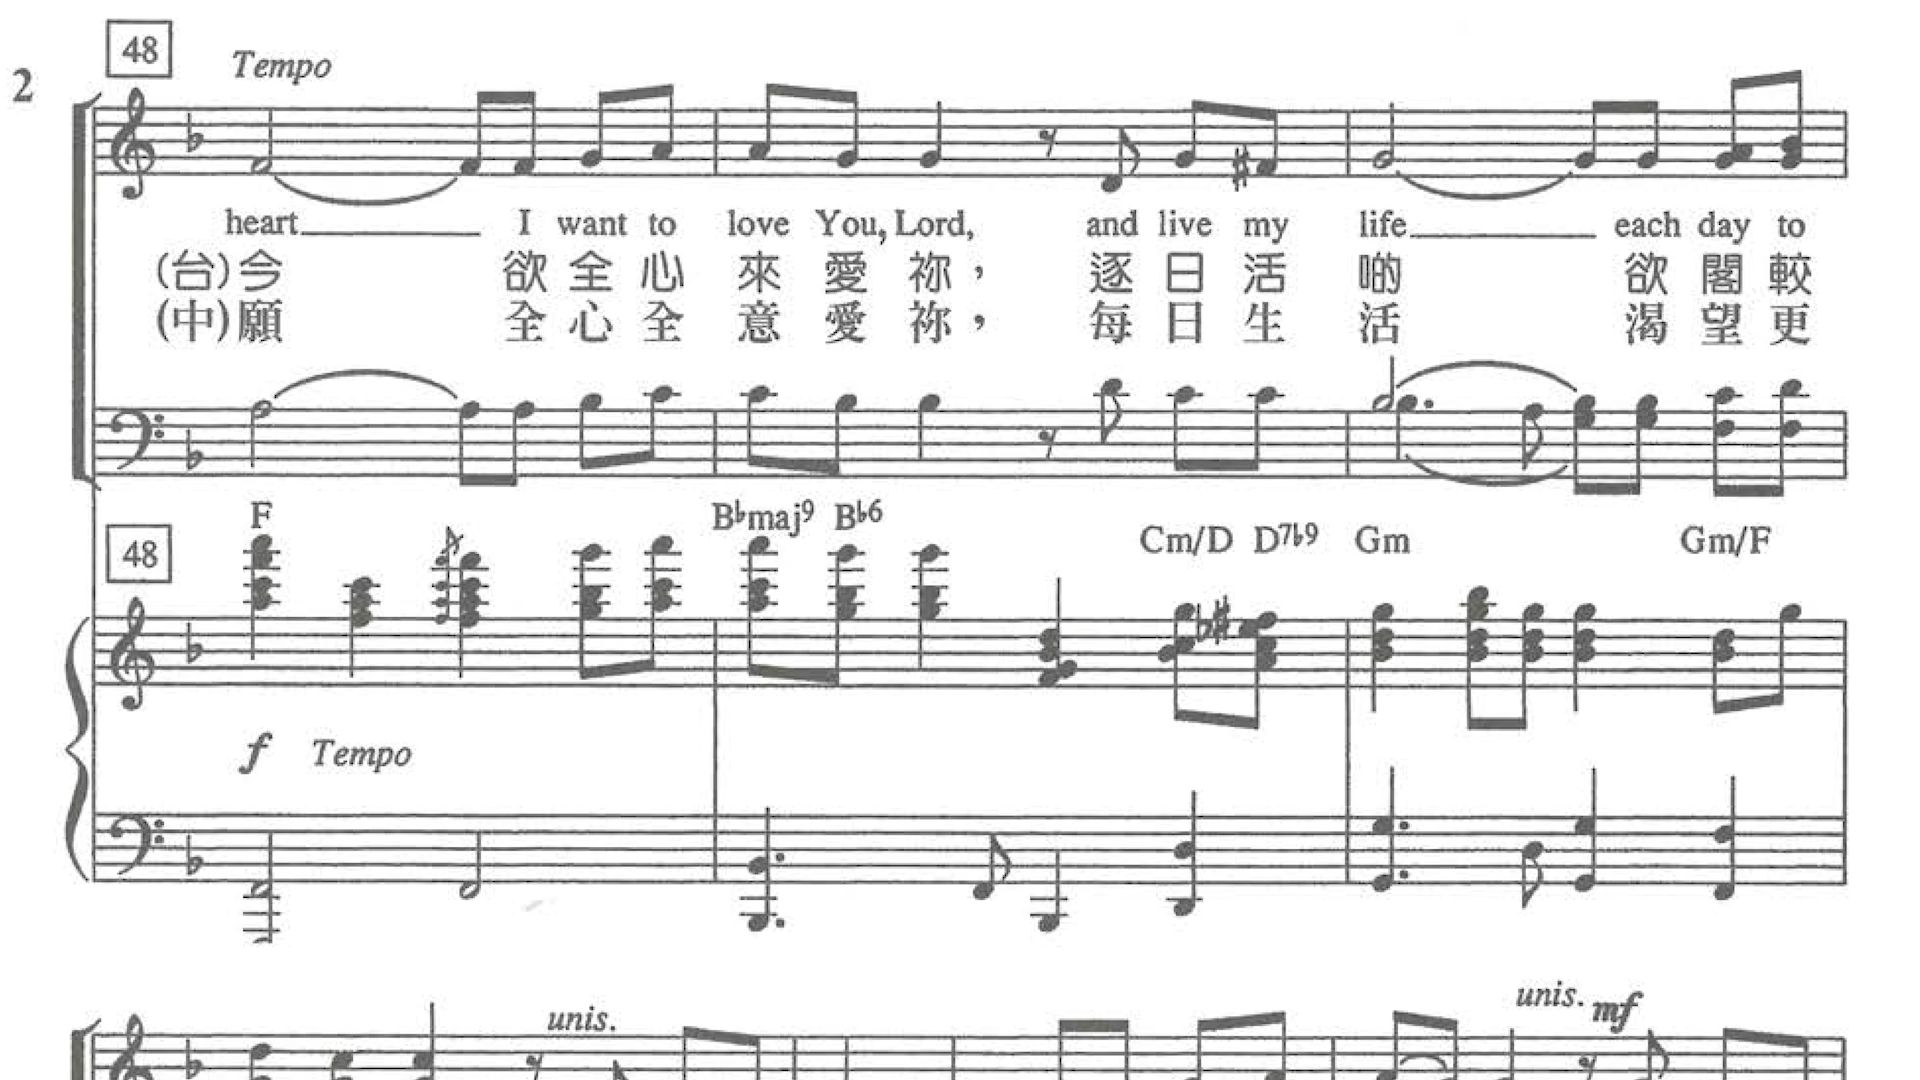 48 Tempo
2
heart I want to love You, Lord, and live my life each day to
(台)今 欲全心 來愛祢， 逐日活 啲 欲閣較
(中)願 全心全 意愛祢， 每日生 活 渴望更
F B♭maj9 B♭6 Cm/D D7♭9 Gm Gm/F
48
f Tempo
unis. unis. mf